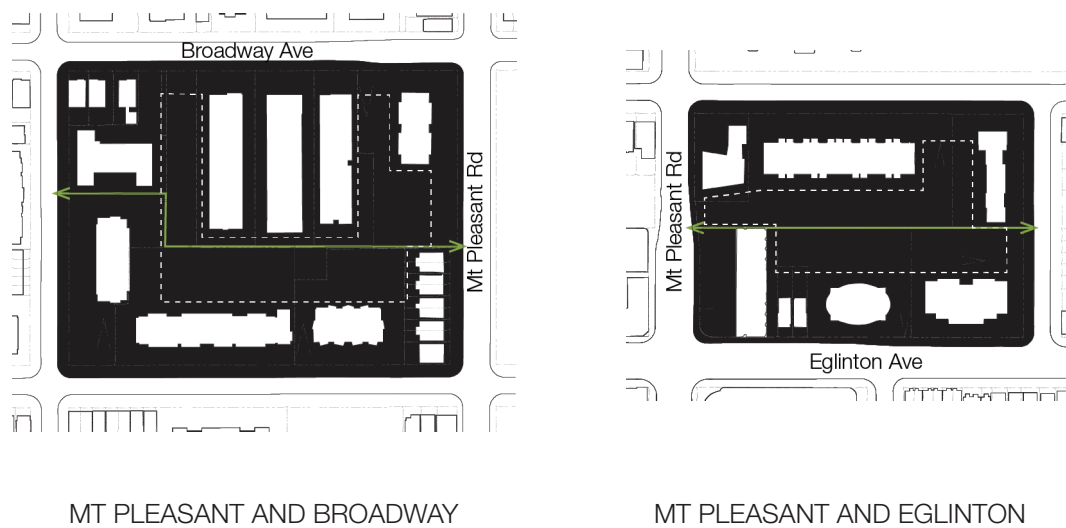 Broadway Ave
Mt Pleasant Rd
MT PLEASANT AND BROADWAY
Mt Pleasant Rd
Eglinton Ave
MT PLEASANT AND EGLINTON